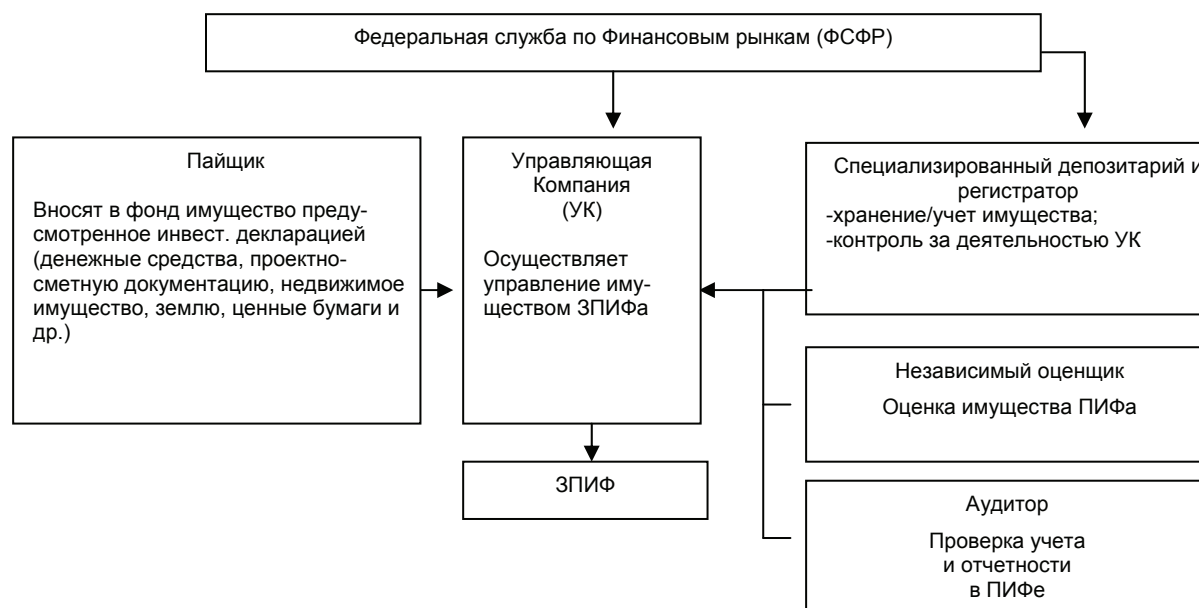 Федеральная служба по Финансовым рынкам (ФСФР)
Пайщик
Вносят в фонд имущество преду-
смотренное инвест. декларацией
(денежные средства, проектно-
сметную документацию, недвижимое
имущество, землю, ценные бумаги и
др.)
Управляющая
Компания
(УК)
Осуществляет
управление иму-
ществом ЗПИФа
ЗПИФ
Специализированный депозитарий и
регистратор
-хранение/учет имущества;
-контроль за деятельностью УК
Независимый оценщик
Оценка имущества ПИФа
Аудитор
Проверка учета
и отчетности
в ПИФе